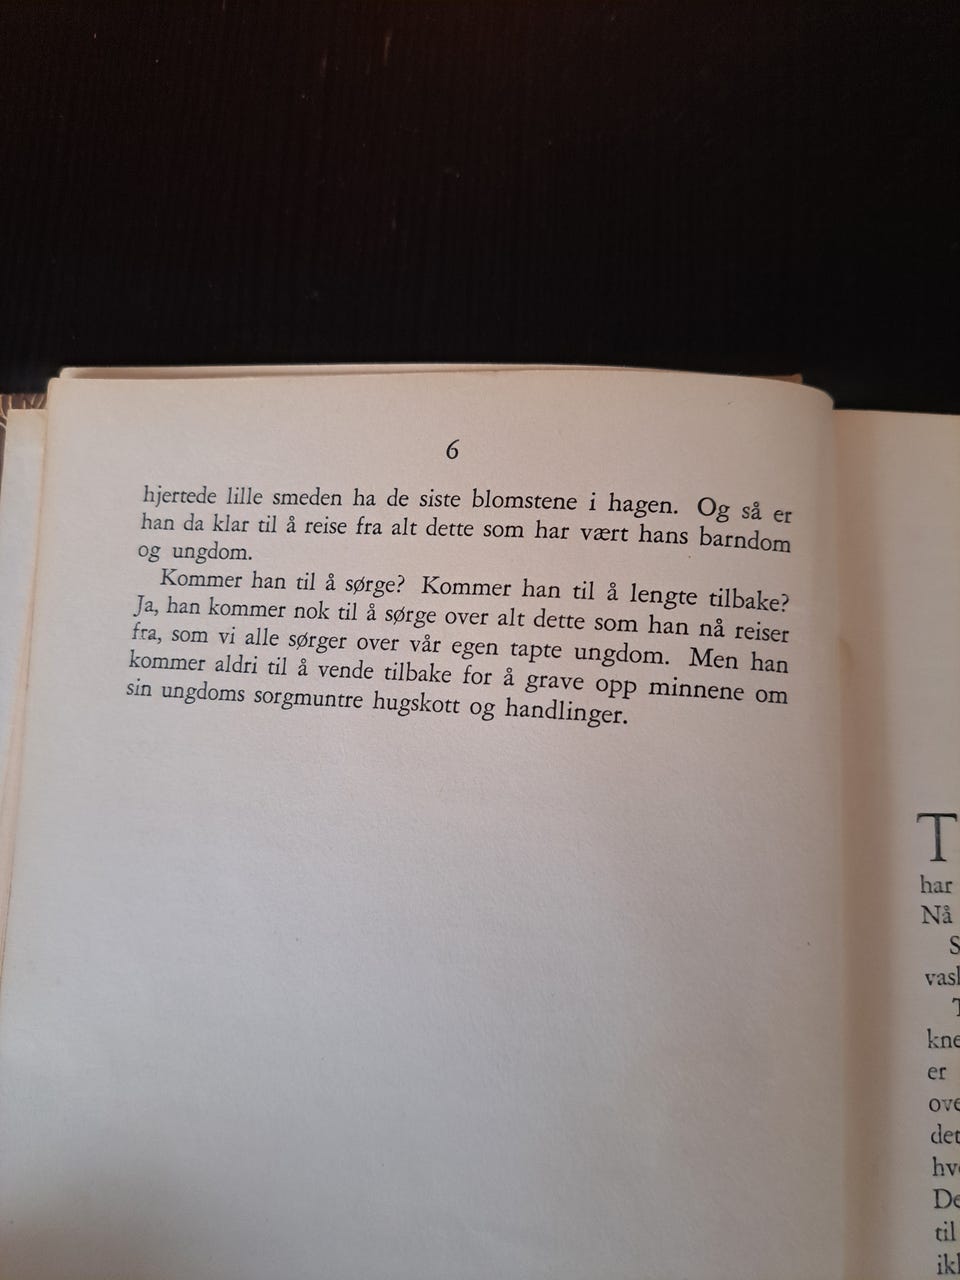 6
hjertede lille smeden ha de siste blomstene i hagen. Og så er
han da klar til å reise fra alt dette som har vært hans barndom
og ungdom.
Kommer han til å sørge? Kommer han til å lengte tilbake?
Ja, han kommer nok til å sørge over alt dette som han nå reiser
fra, som vi alle sørger over vår egen tapte ungdom. Men han
kommer aldri til å vende tilbake for å grave opp minnene om
sin ungdoms sorgmuntre hugskott og handlinger.
T
har
Nå
S
vas
kne
er
ove
det
hv
De
til
ik